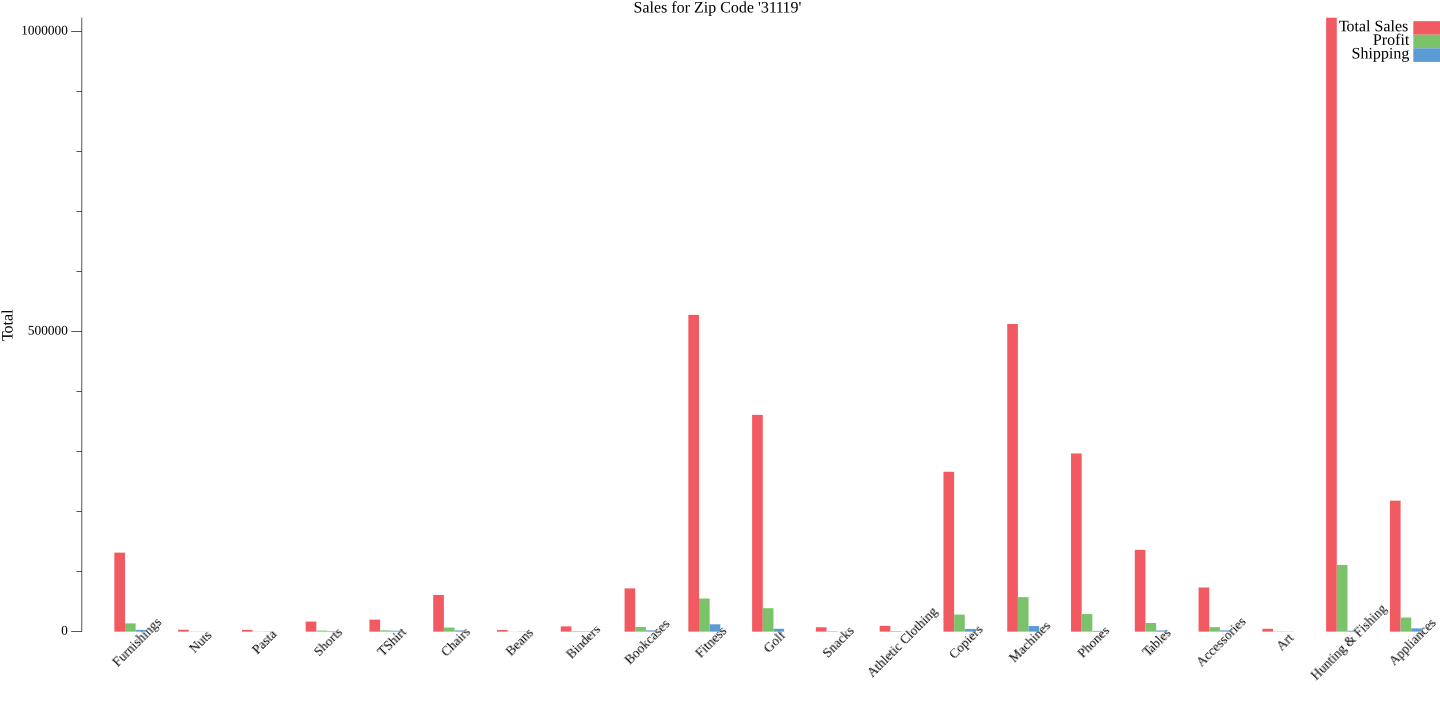 Sales for Zip Code '31119'
Total Sales
Profit
Shipping
Total
1000000
500000
0
Furnishings
Nuts
Pasta
Shorts
TShirt
Chairs
Beans
Binders
Bookcases
Fitness
Golf
Snacks
Athletic Clothing
Copiers
Machines
Phones
Tables
Accessories
Art
Hunting & Fishing
Appliances